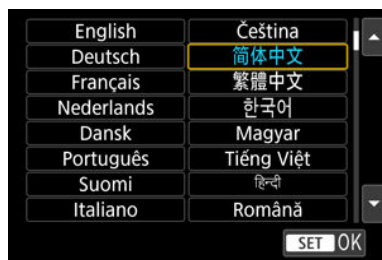 English Čeština
Deutsch 简体中文
Français 繁體中文
Nederlands 한국어
Dansk Magyar
Português Tiếng Việt
Suomi हिन्दी
Italiano Română
SET OK